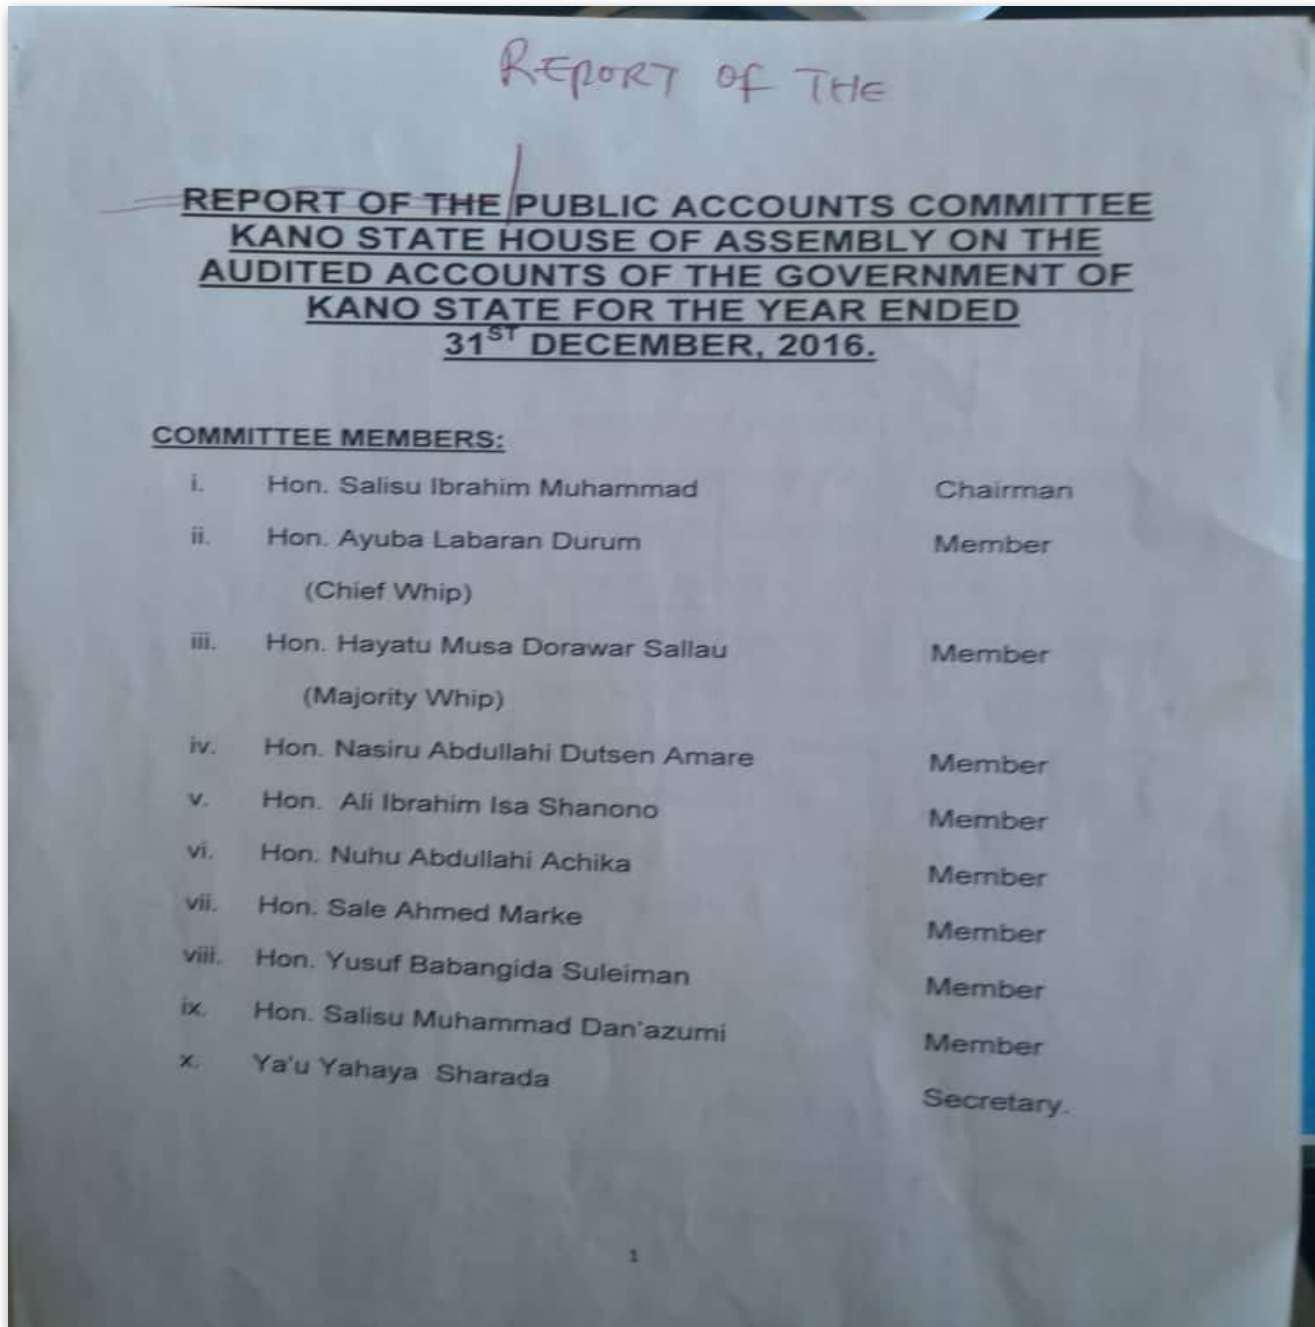 REPORT OF THE
REPORT OF THE PUBLIC ACCOUNTS COMMITTEE
KANO STATE HOUSE OF ASSEMBLY ON THE
AUDITED ACCOUNTS OF THE GOVERNMENT OF
KANO STATE FOR THE YEAR ENDED
31ST DECEMBER, 2016.
COMMITTEE MEMBERS:
i. Hon. Salisu Ibrahim Muhammad Chairman
ii. Hon. Ayuba Labaran Durum Member
(Chief Whip)
iii. Hon. Hayatu Musa Dorawar Sallau Member
(Majority Whip)
iv. Hon. Nasiru Abdullahi Dutsen Amare Member
v. Hon. Ali Ibrahim Isa Shanono Member
vi. Hon. Nuhu Abdullahi Achika Member
vii. Hon. Sale Ahmed Marke Member
viii. Hon. Yusuf Babangida Suleiman Member
ix. Hon. Salisu Muhammad Dan'azumi Member
x. Ya'u Yahaya Sharada Secretary.
1